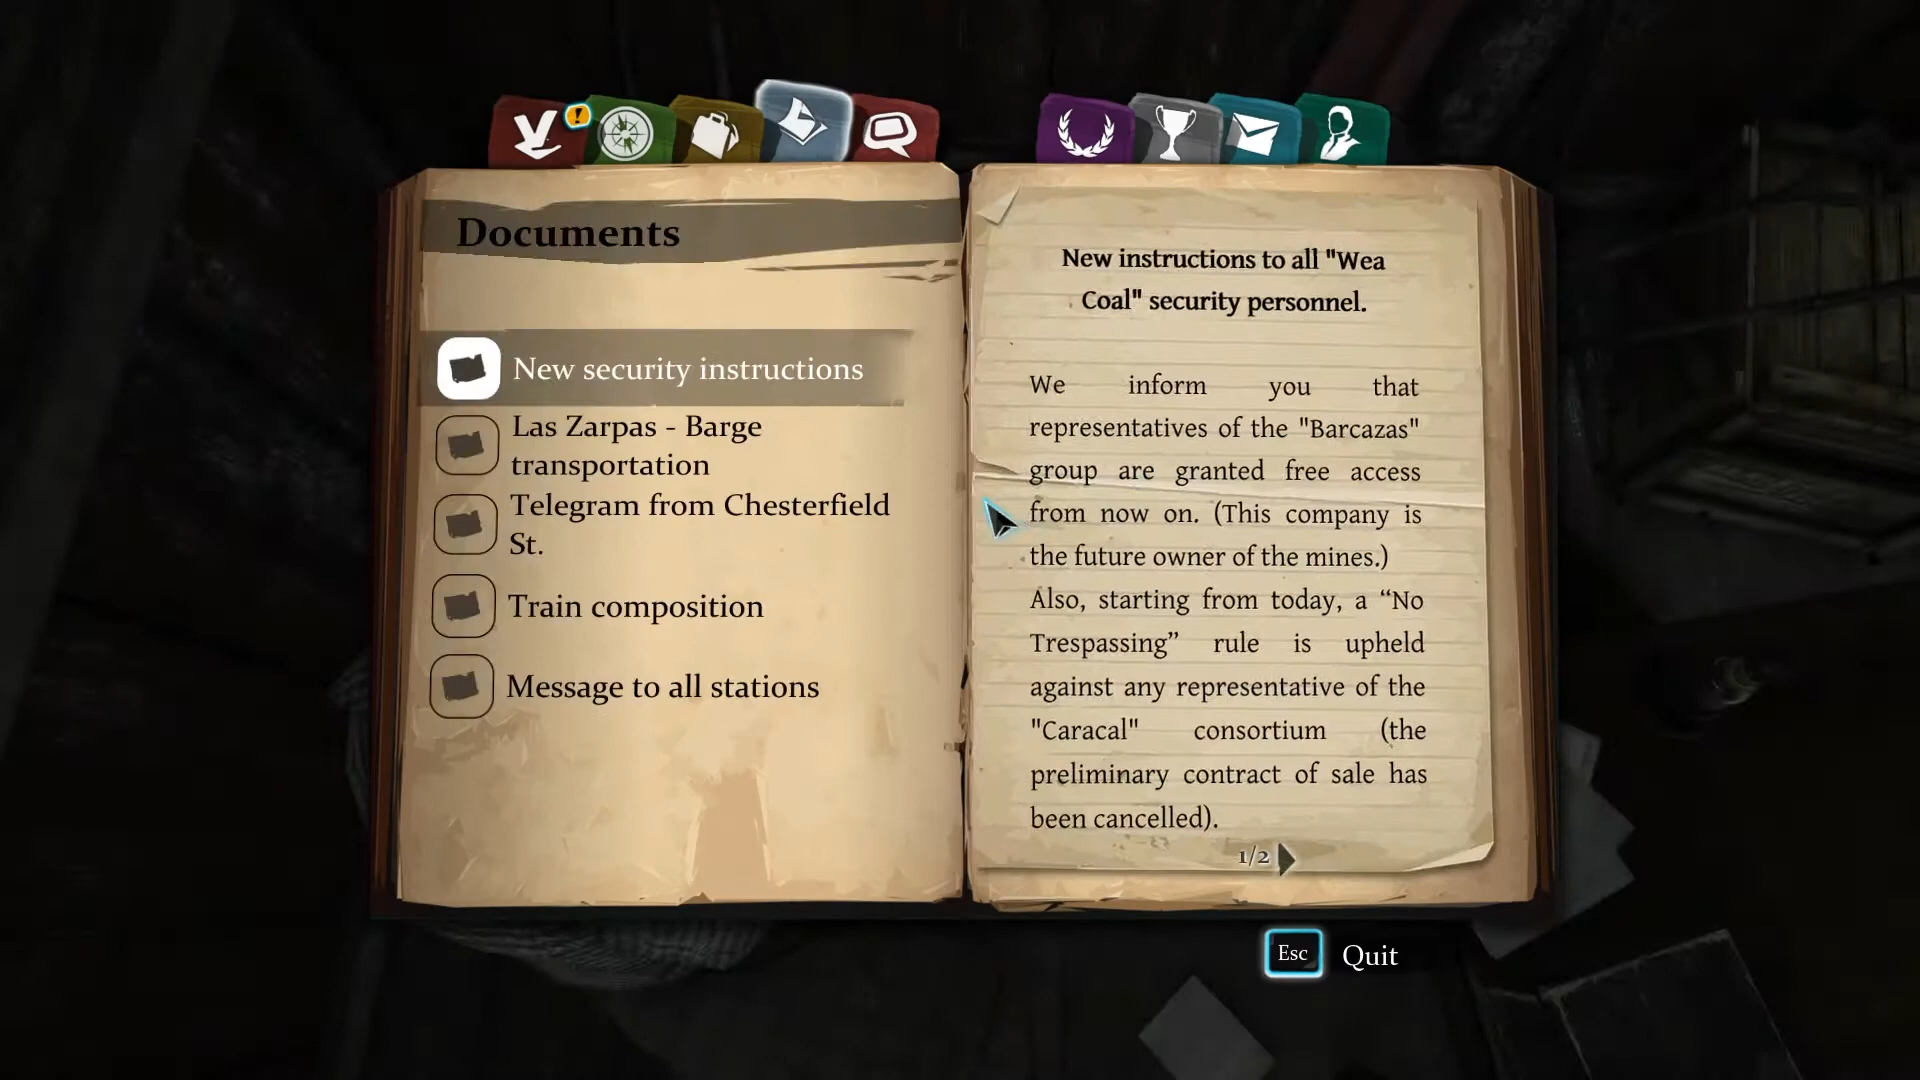 Documents
New security instructions
Las Zarpas - Barge
transportation
Telegram from Chesterfield
St.
Train composition
Message to all stations
New instructions to all "Wea
Coal" security personnel.
We inform you that
representatives of the "Barcazas"
group are granted free access
from now on. (This company is
the future owner of the mines.)
Also, starting from today, a “No
Trespassing” rule is upheld
against any representative of the
"Caracal" consortium (the
preliminary contract of sale has
been cancelled).
1/2
Esc Quit